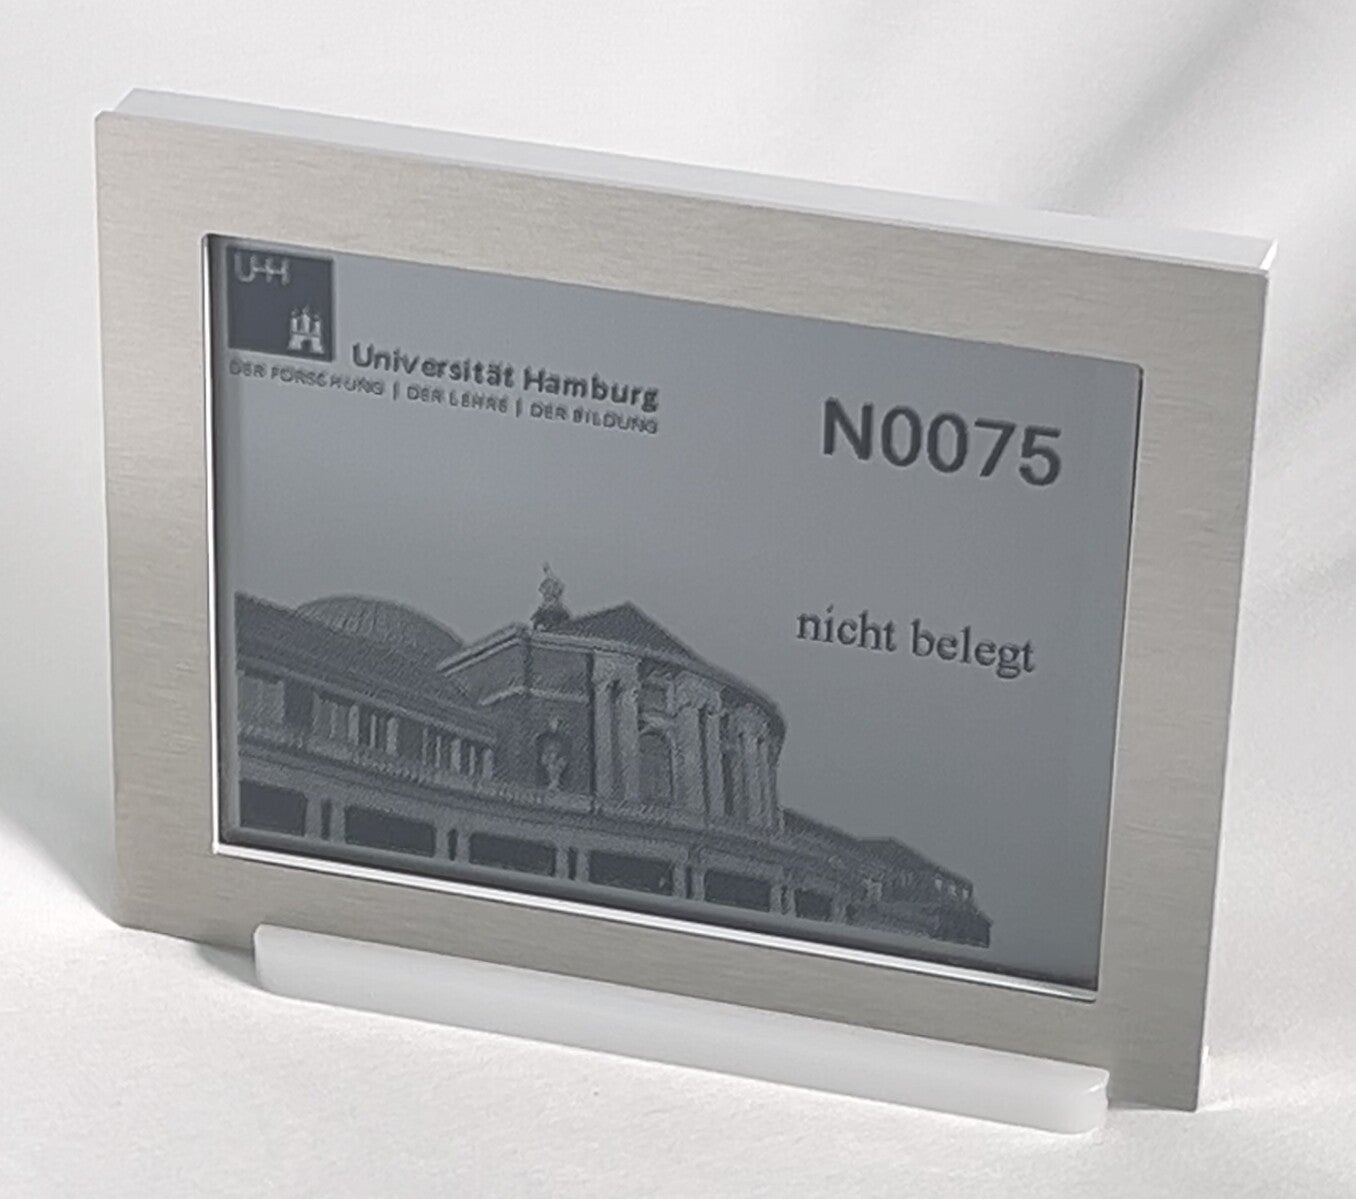 UHH
Universität Hamburg
DER FORSCHUNG | DER LEHRE | DER BILDUNG
N0075
nicht belegt